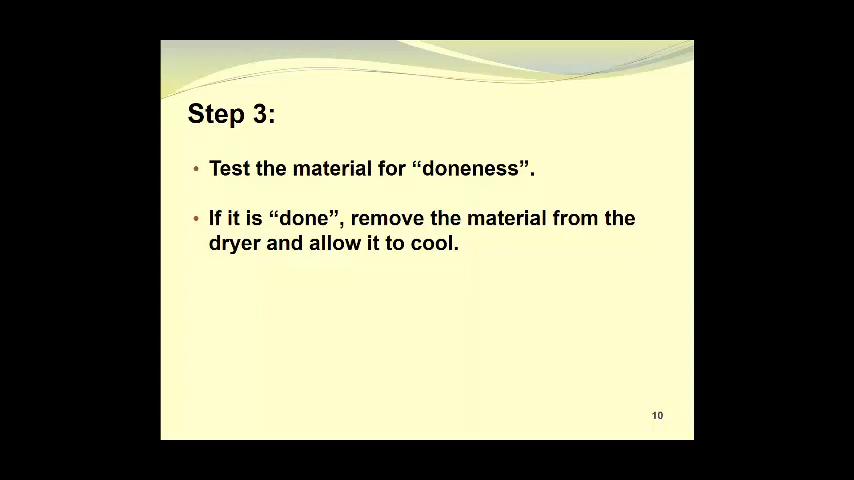 Step 3:
• Test the material for “doneness”.
• If it is “done”, remove the material from the
dryer and allow it to cool.
10